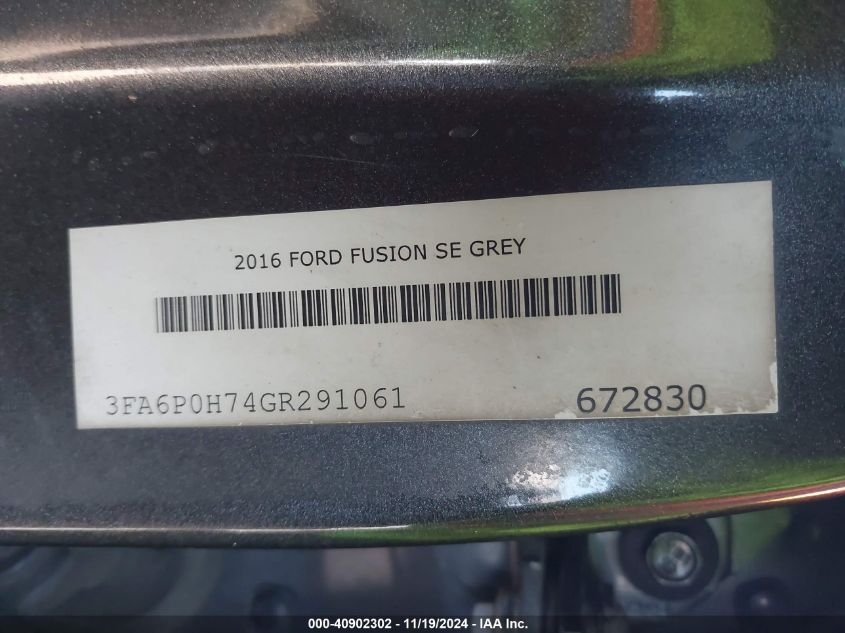 2016 FORD FUSION SE GREY
3FA6P0H74GR291061 672830
000-40902302 - 11/19/2024 - IAA Inc.